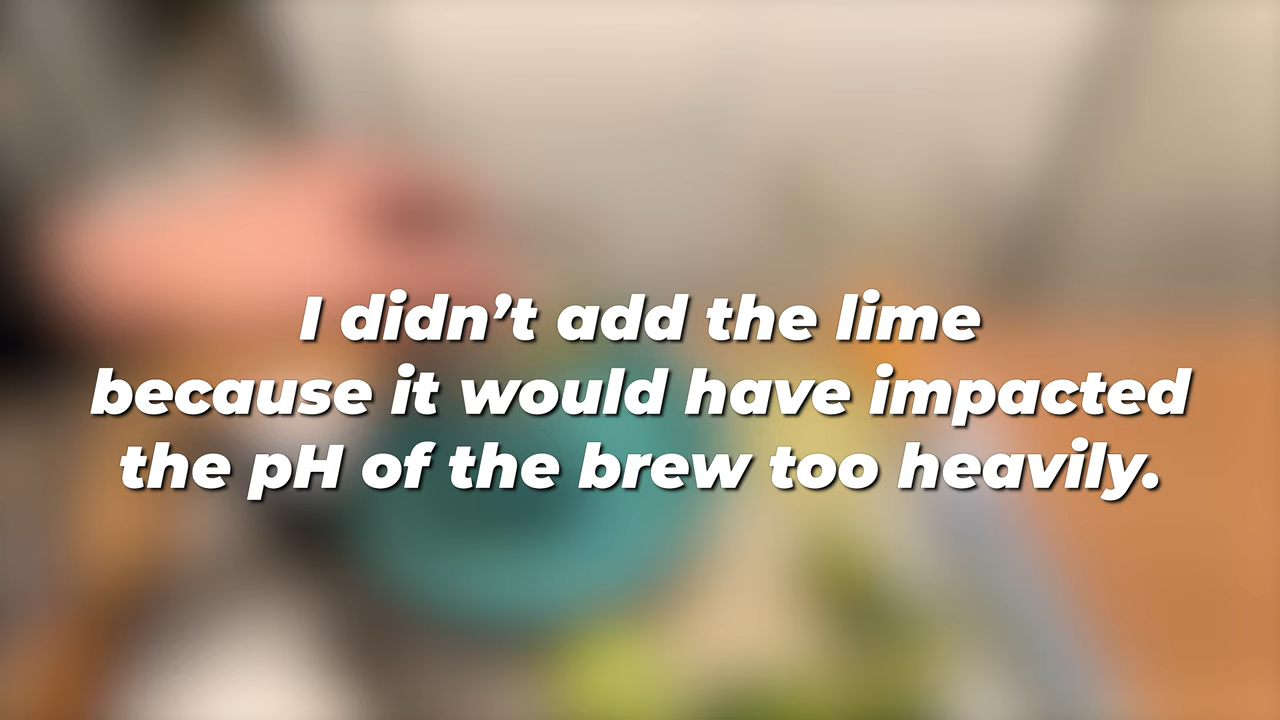 I didn’t add the lime
because it would have impacted
the pH of the brew too heavily.